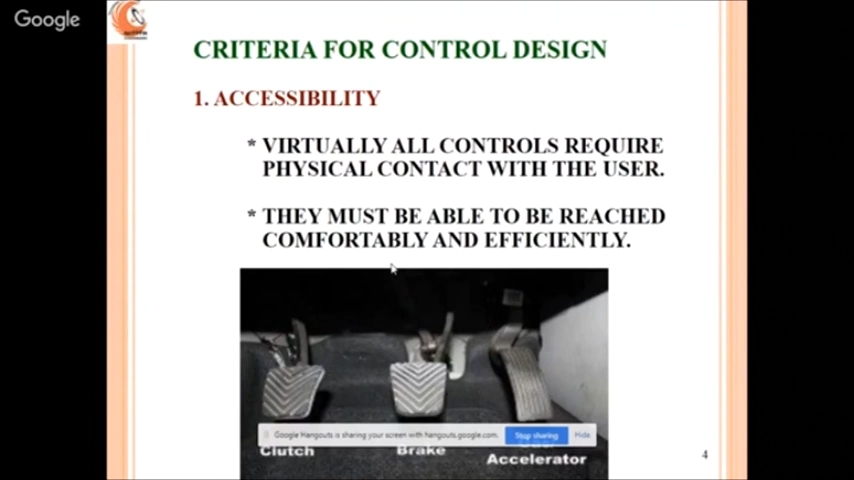 Google
CRITERIA FOR CONTROL DESIGN
1. ACCESSIBILITY
* VIRTUALLY ALL CONTROLS REQUIRE
PHYSICAL CONTACT WITH THE USER.
* THEY MUST BE ABLE TO BE REACHED
COMFORTABLY AND EFFICIENTLY.
Google Hangouts is sharing your screen with hangouts.google.com. Stop sharing Hide
Clutch
Brake
Accelerator
4